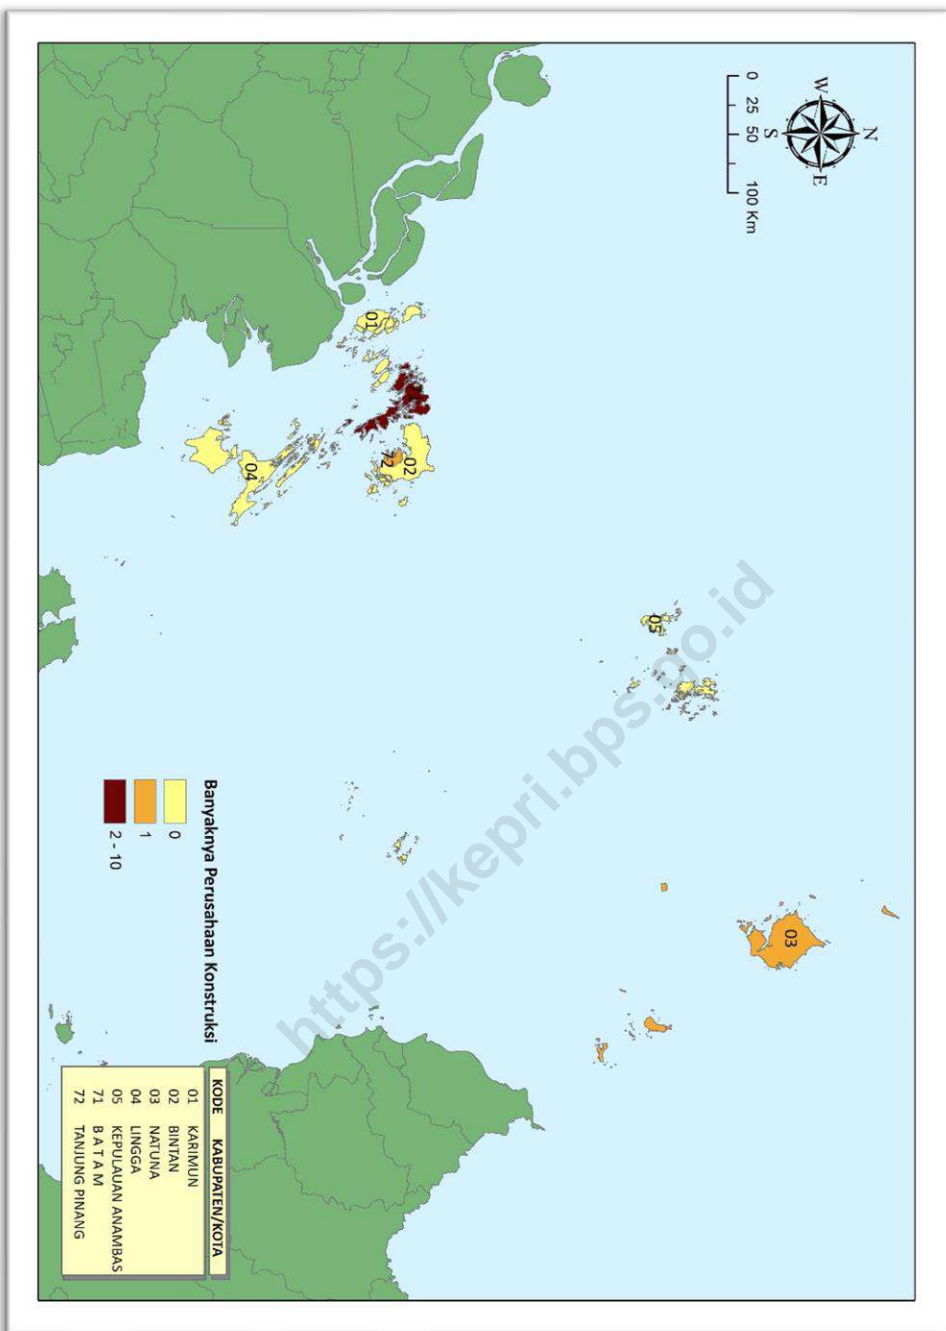 W
N
S
E
0 25 50 100 Km
01
02
72
04
05
03
Banyaknya Perusahaan Konstruksi
0
1
2 - 10
KODE KABUPATEN/KOTA
01 KARIMUN
02 BINTAN
03 NATUNA
04 LINGGA
05 KEPULAUAN ANAMBAS
71 B A T A M
72 TANJUNG PINANG
https://kepri.bps.go.id